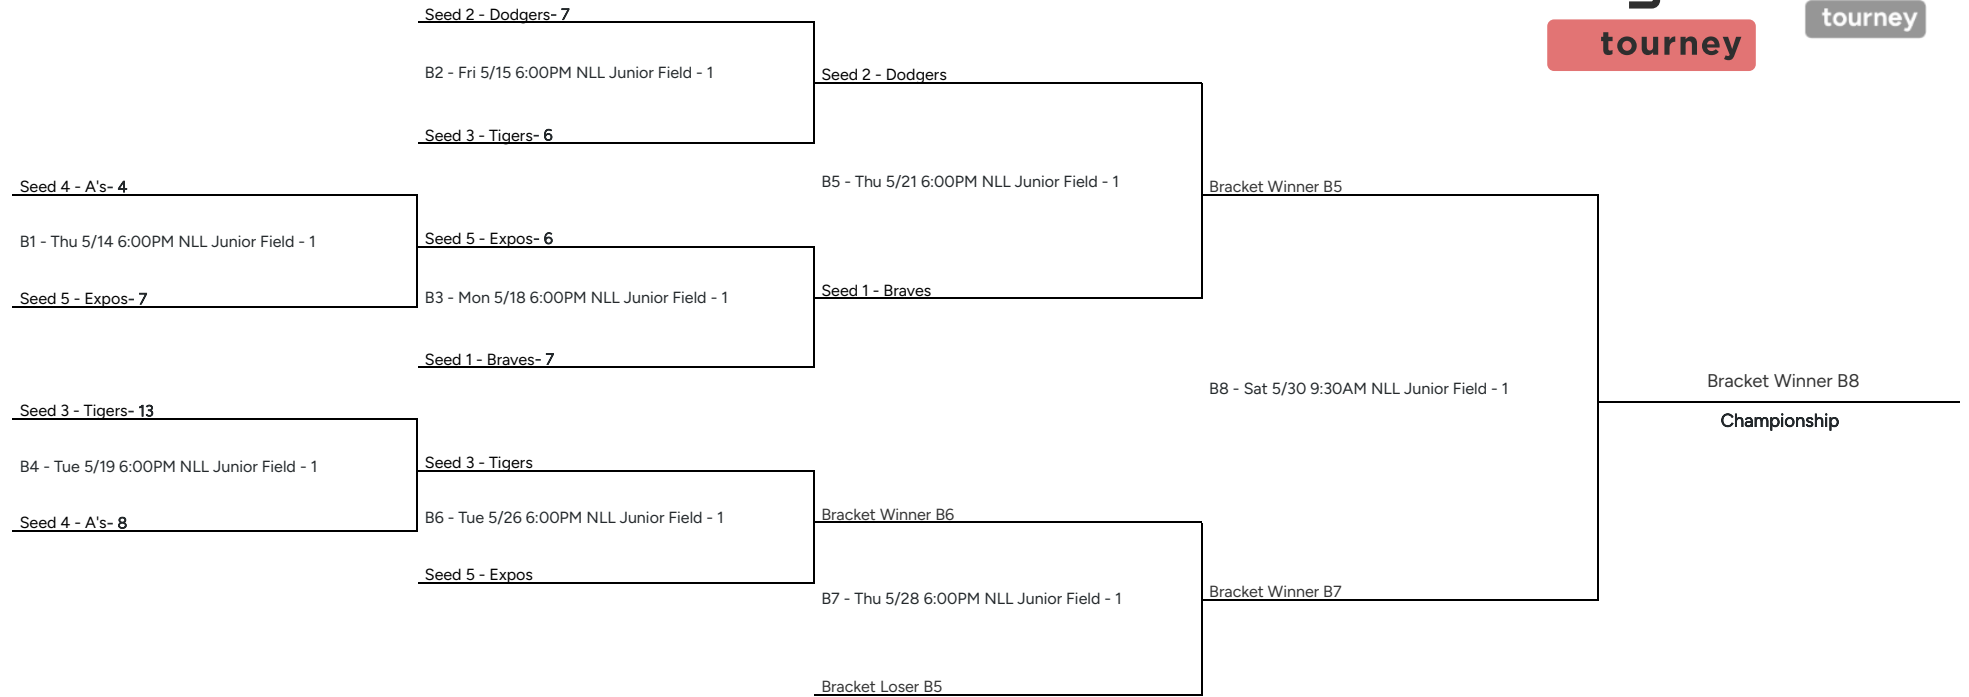 Seed 2 - Dodgers- 7
tourney
tourney
B2 - Fri 5/15 6:00PM NLL Junior Field - 1
Seed 2 - Dodgers
Seed 3 - Tigers- 6
Seed 4 - A's- 4
B5 - Thu 5/21 6:00PM NLL Junior Field - 1
Bracket Winner B5
B1 - Thu 5/14 6:00PM NLL Junior Field - 1
Seed 5 - Expos- 6
Seed 5 - Expos- 7
B3 - Mon 5/18 6:00PM NLL Junior Field - 1
Seed 1 - Braves
Seed 1 - Braves- 7
B8 - Sat 5/30 9:30AM NLL Junior Field - 1
Bracket Winner B8
Championship
Seed 3 - Tigers- 13
B4 - Tue 5/19 6:00PM NLL Junior Field - 1
Seed 3 - Tigers
Seed 4 - A's- 8
B6 - Tue 5/26 6:00PM NLL Junior Field - 1
Bracket Winner B6
Seed 5 - Expos
B7 - Thu 5/28 6:00PM NLL Junior Field - 1
Bracket Winner B7
Bracket Loser B5